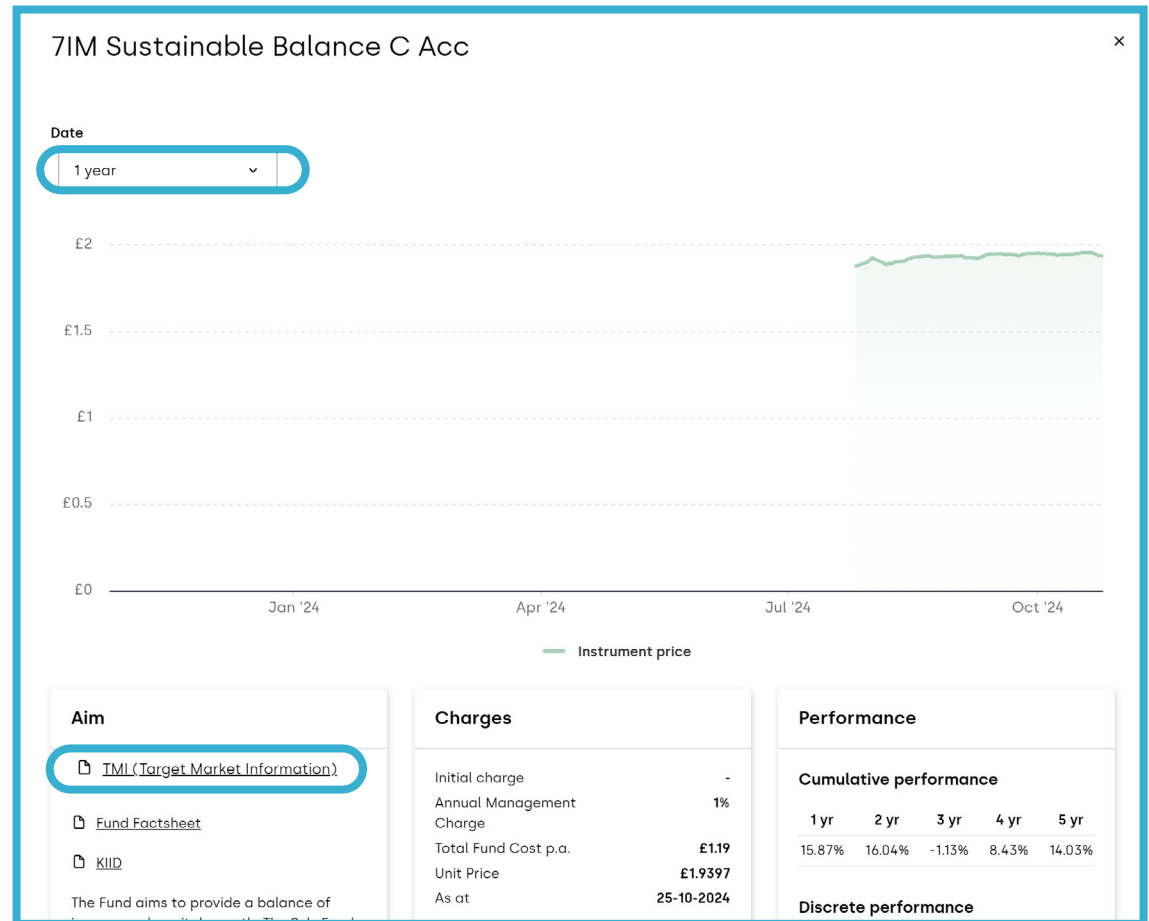 7IM Sustainable Balance C Acc
Date
1 year
£2
£1.5
£1
£0.5
£0
Jan '24
Apr '24
Jul '24
Oct '24
Instrument price
Aim
TMI (Target Market Information)
Fund Factsheet
KIID
The Fund aims to provide a balance of
Charges
Initial charge -
Annual Management 1%
Charge
Total Fund Cost p.a. £1.19
Unit Price £1.9397
As at 25-10-2024
Performance
Cumulative performance
1 yr 2 yr 3 yr 4 yr 5 yr
15.87% 16.04% -1.13% 8.43% 14.03%
Discrete performance